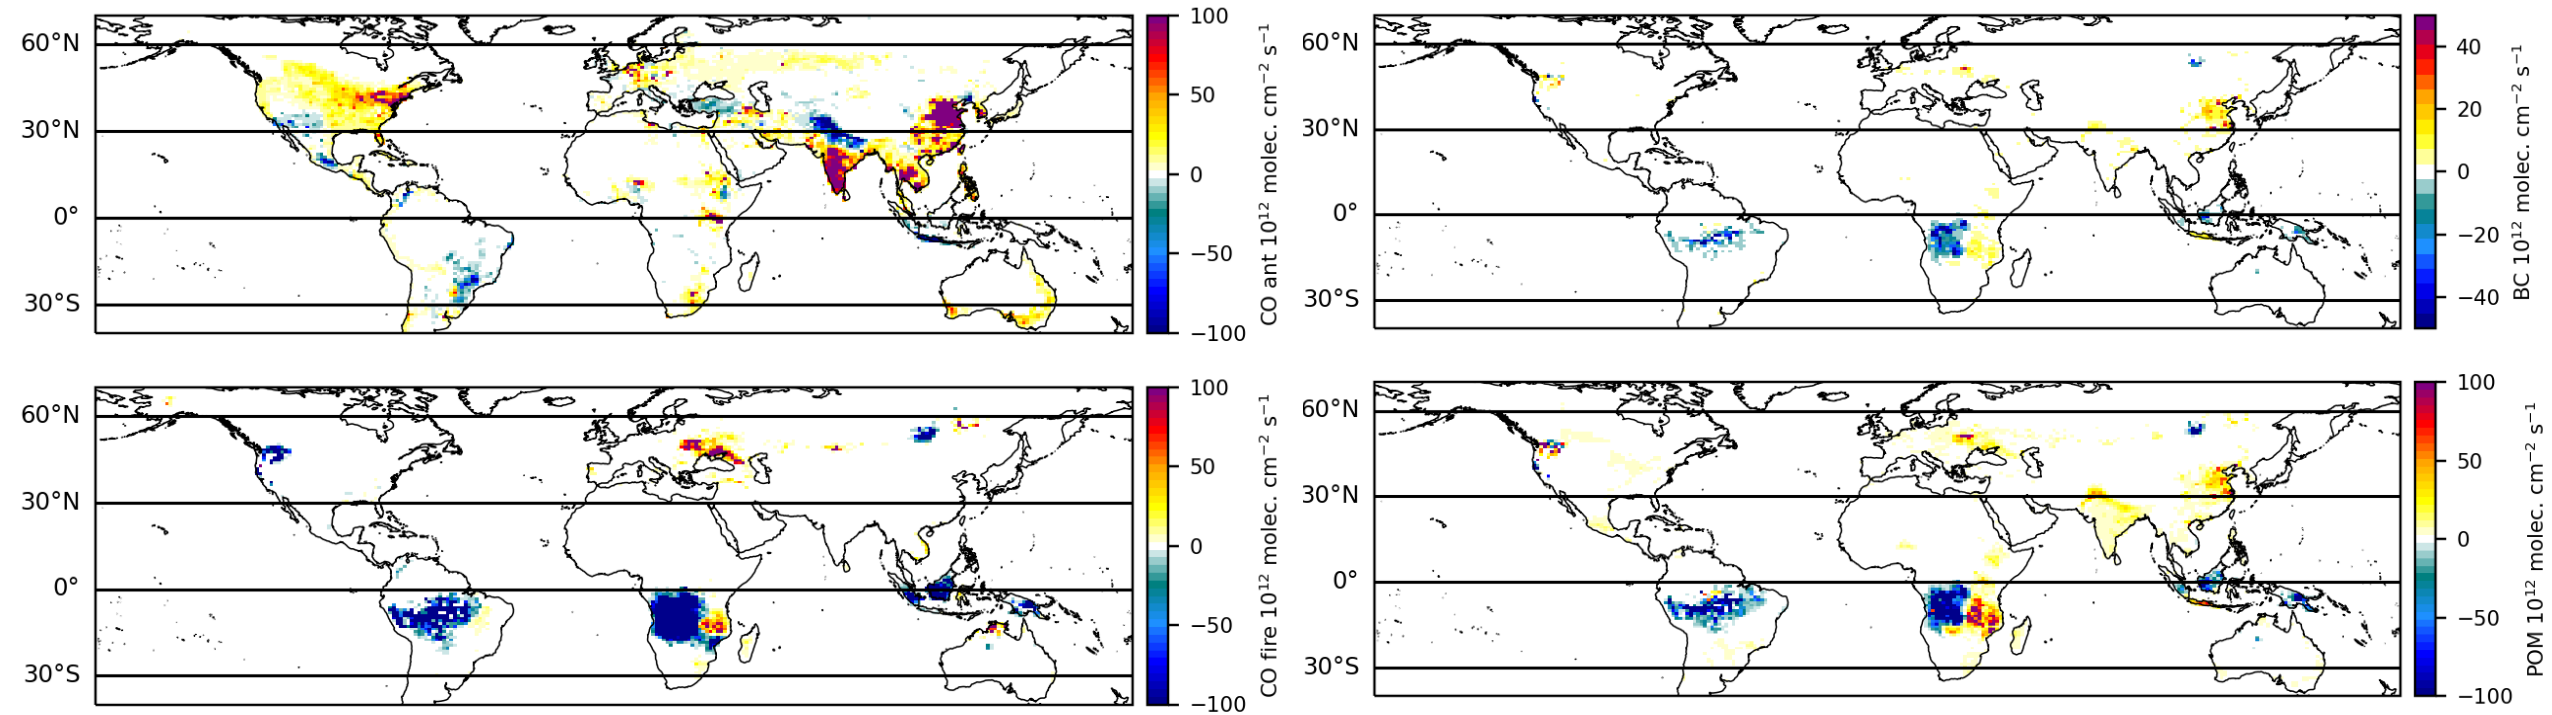 60°N
30°N
0°
30°S
100
50
0
−50
−100
CO ant 10¹² molec. cm⁻² s⁻¹
60°N
30°N
0°
30°S
40
20
0
−20
−40
BC 10¹² molec. cm⁻² s⁻¹
60°N
30°N
0°
30°S
100
50
0
−50
−100
CO fire 10¹² molec. cm⁻² s⁻¹
60°N
30°N
0°
30°S
100
50
0
−50
−100
POM 10¹² molec. cm⁻² s⁻¹